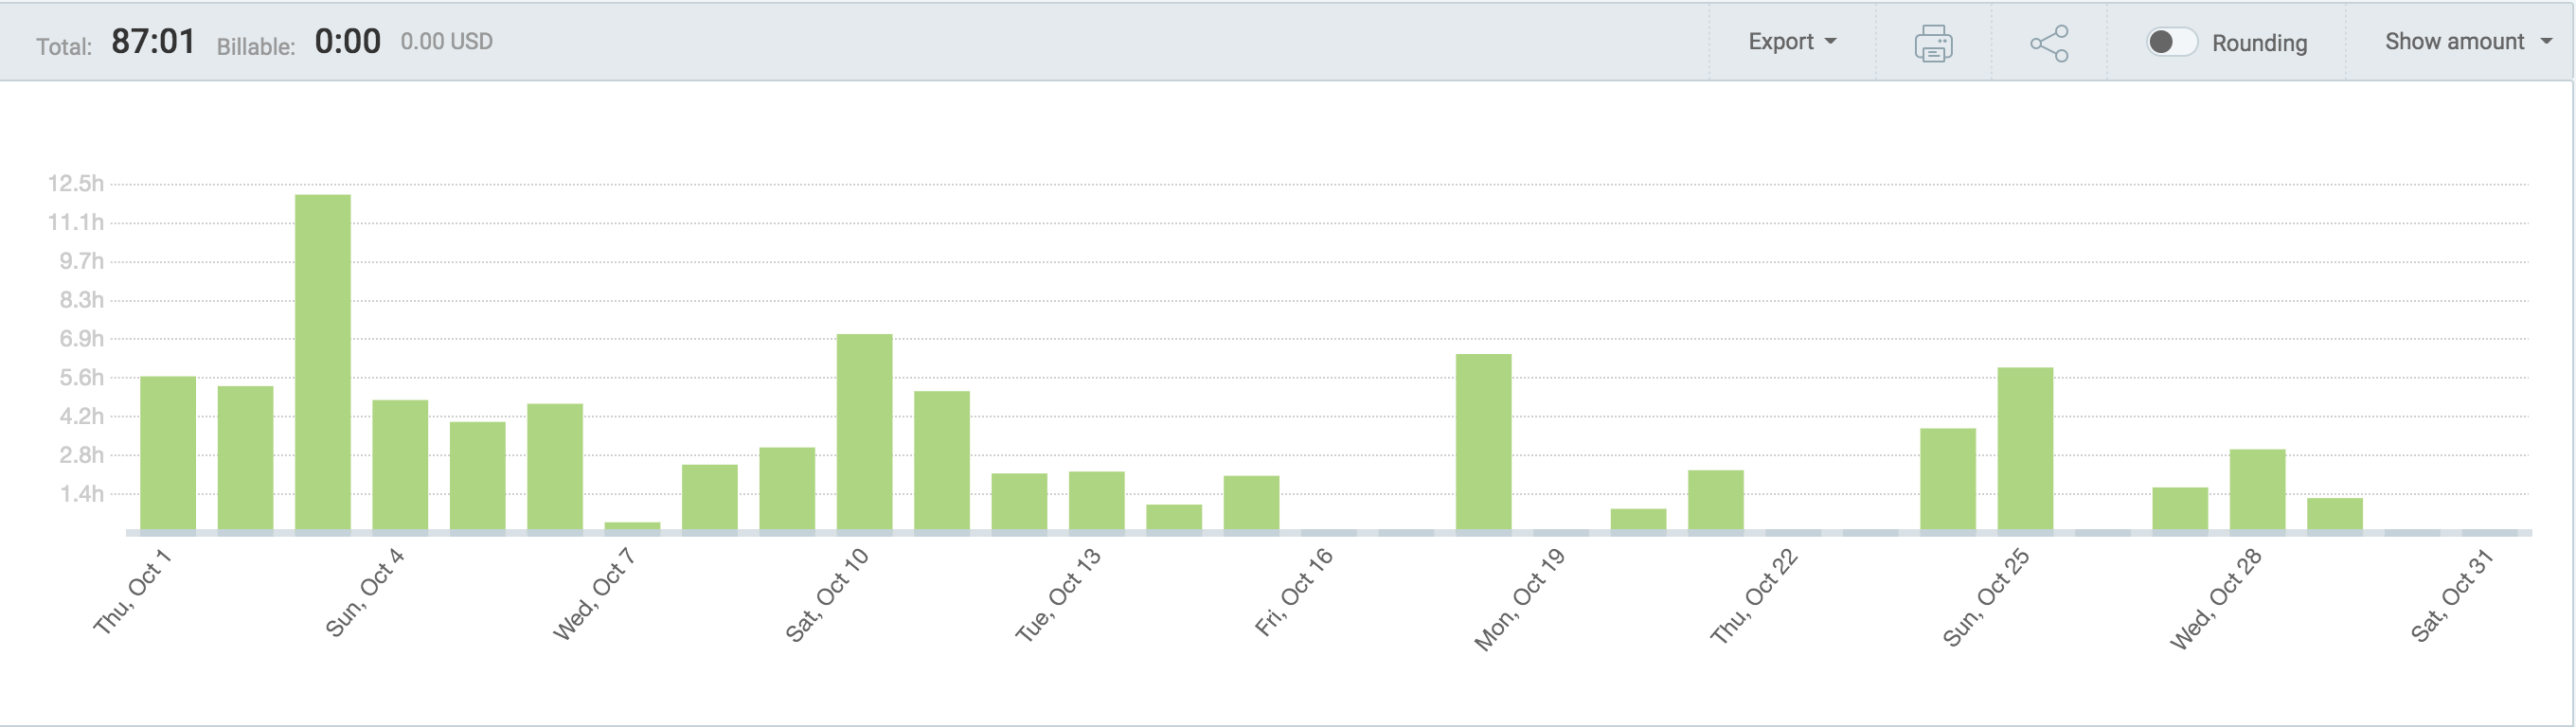 Total: 87:01 Billable: 0:00 0.00 USD Export Rounding Show amount
12.5h
11.1h
9.7h
8.3h
6.9h
5.6h
4.2h
2.8h
1.4h
Thu, Oct 1
Sun, Oct 4
Wed, Oct 7
Sat, Oct 10
Tue, Oct 13
Fri, Oct 16
Mon, Oct 19
Thu, Oct 22
Sun, Oct 25
Wed, Oct 28
Sat, Oct 31